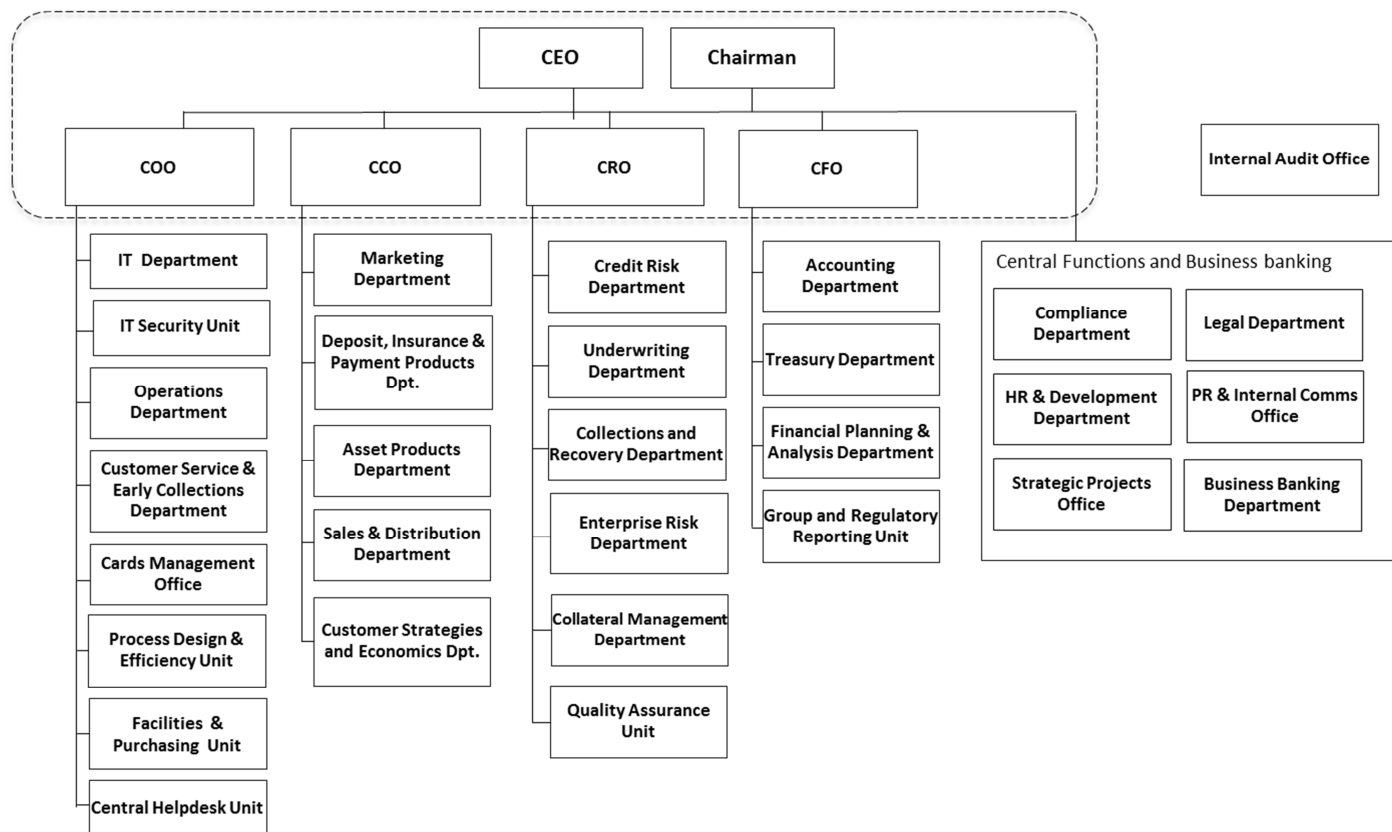 CEO
Chairman
COO
CCO
CRO
CFO
Internal Audit Office
IT Department
IT Security Unit
Operations
Department
Customer Service &
Early Collections
Department
Cards Management
Office
Process Design &
Efficiency Unit
Facilities &
Purchasing Unit
Central Helpdesk Unit
Marketing
Department
Deposit, Insurance &
Payment Products
Dpt.
Asset Products
Department
Sales & Distribution
Department
Customer Strategies
and Economics Dpt.
Credit Risk
Department
Underwriting
Department
Collections and
Recovery Department
Enterprise Risk
Department
Collateral Management
Department
Quality Assurance
Unit
Accounting
Department
Treasury Department
Financial Planning &
Analysis Department
Group and Regulatory
Reporting Unit
Central Functions and Business banking
Compliance
Department
Legal Department
HR & Development
Department
PR & Internal Comms
Office
Strategic Projects
Office
Business Banking
Department